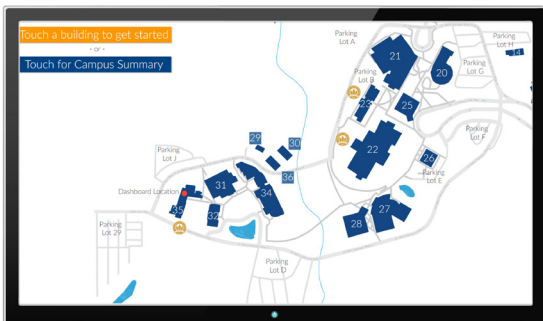 Touch a building to get started
- or -
Touch for Campus Summary
Parking
Lot A
Parking
Lot H
21
14
20
Parking
Lot G
Parking
Lot B
23
25
Parking
Lot F
29
30
22
26
Parking
Lot J
36
Parking
Lot E
Dashboard Location
31
34
35
32
27
28
Parking
Lot 29
Parking
Lot D